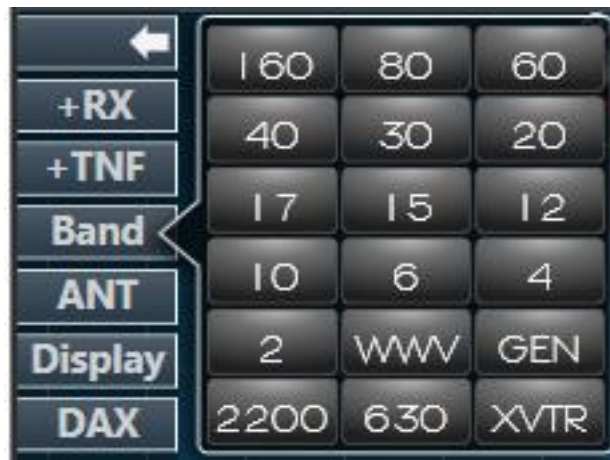 +RX
+TNF
Band
ANT
Display
DAX
160 80 60
40 30 20
17 15 12
10 6 4
2 WWV GEN
2200 630 XVTR